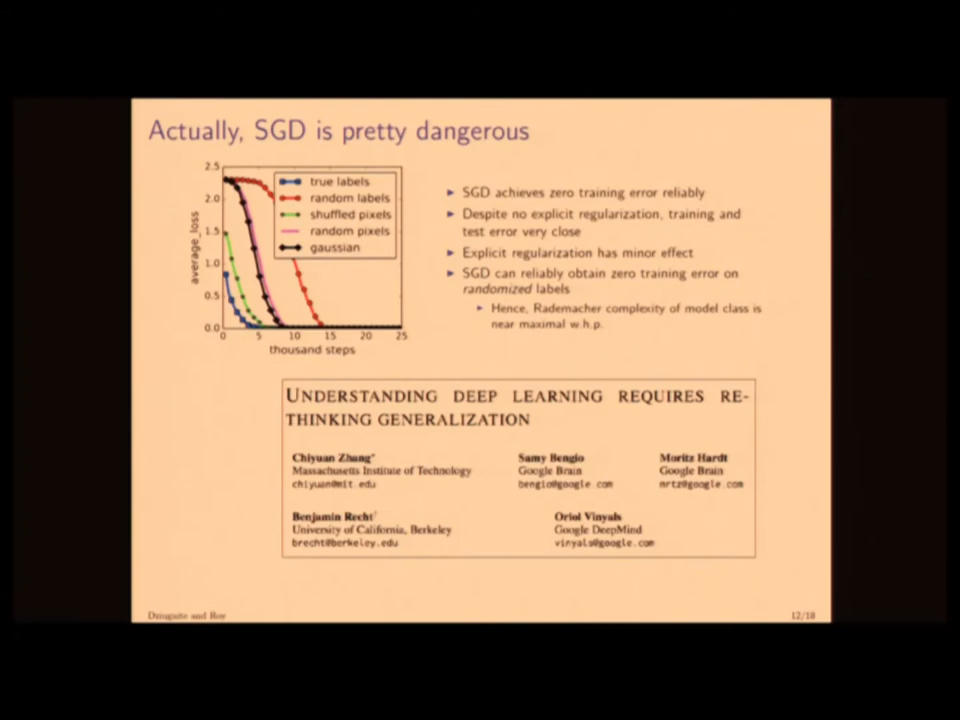 Actually, SGD is pretty dangerous
2.5
2.0
1.5
1.0
0.5
0.0
average_loss
true labels
random labels
shuffled pixels
random pixels
gaussian
0 5 10 15 20 25
thousand steps
▶ SGD achieves zero training error reliably
▶ Despite no explicit regularization, training and
test error very close
▶ Explicit regularization has minor effect
▶ SGD can reliably obtain zero training error on
randomized labels
▶ Hence, Rademacher complexity of model class is
near maximal w.h.p.
UNDERSTANDING DEEP LEARNING REQUIRES RE-
THINKING GENERALIZATION
Chiyuan Zhang* Samy Bengio Moritz Hardt
Massachusetts Institute of Technology Google Brain Google Brain
chiyuan@mit.edu bengio@google.com mrtz@google.com
Benjamin Recht† Oriol Vinyals
University of California, Berkeley Google DeepMind
brecht@berkeley.edu vinyals@google.com
Dziugaite and Roy 12/18